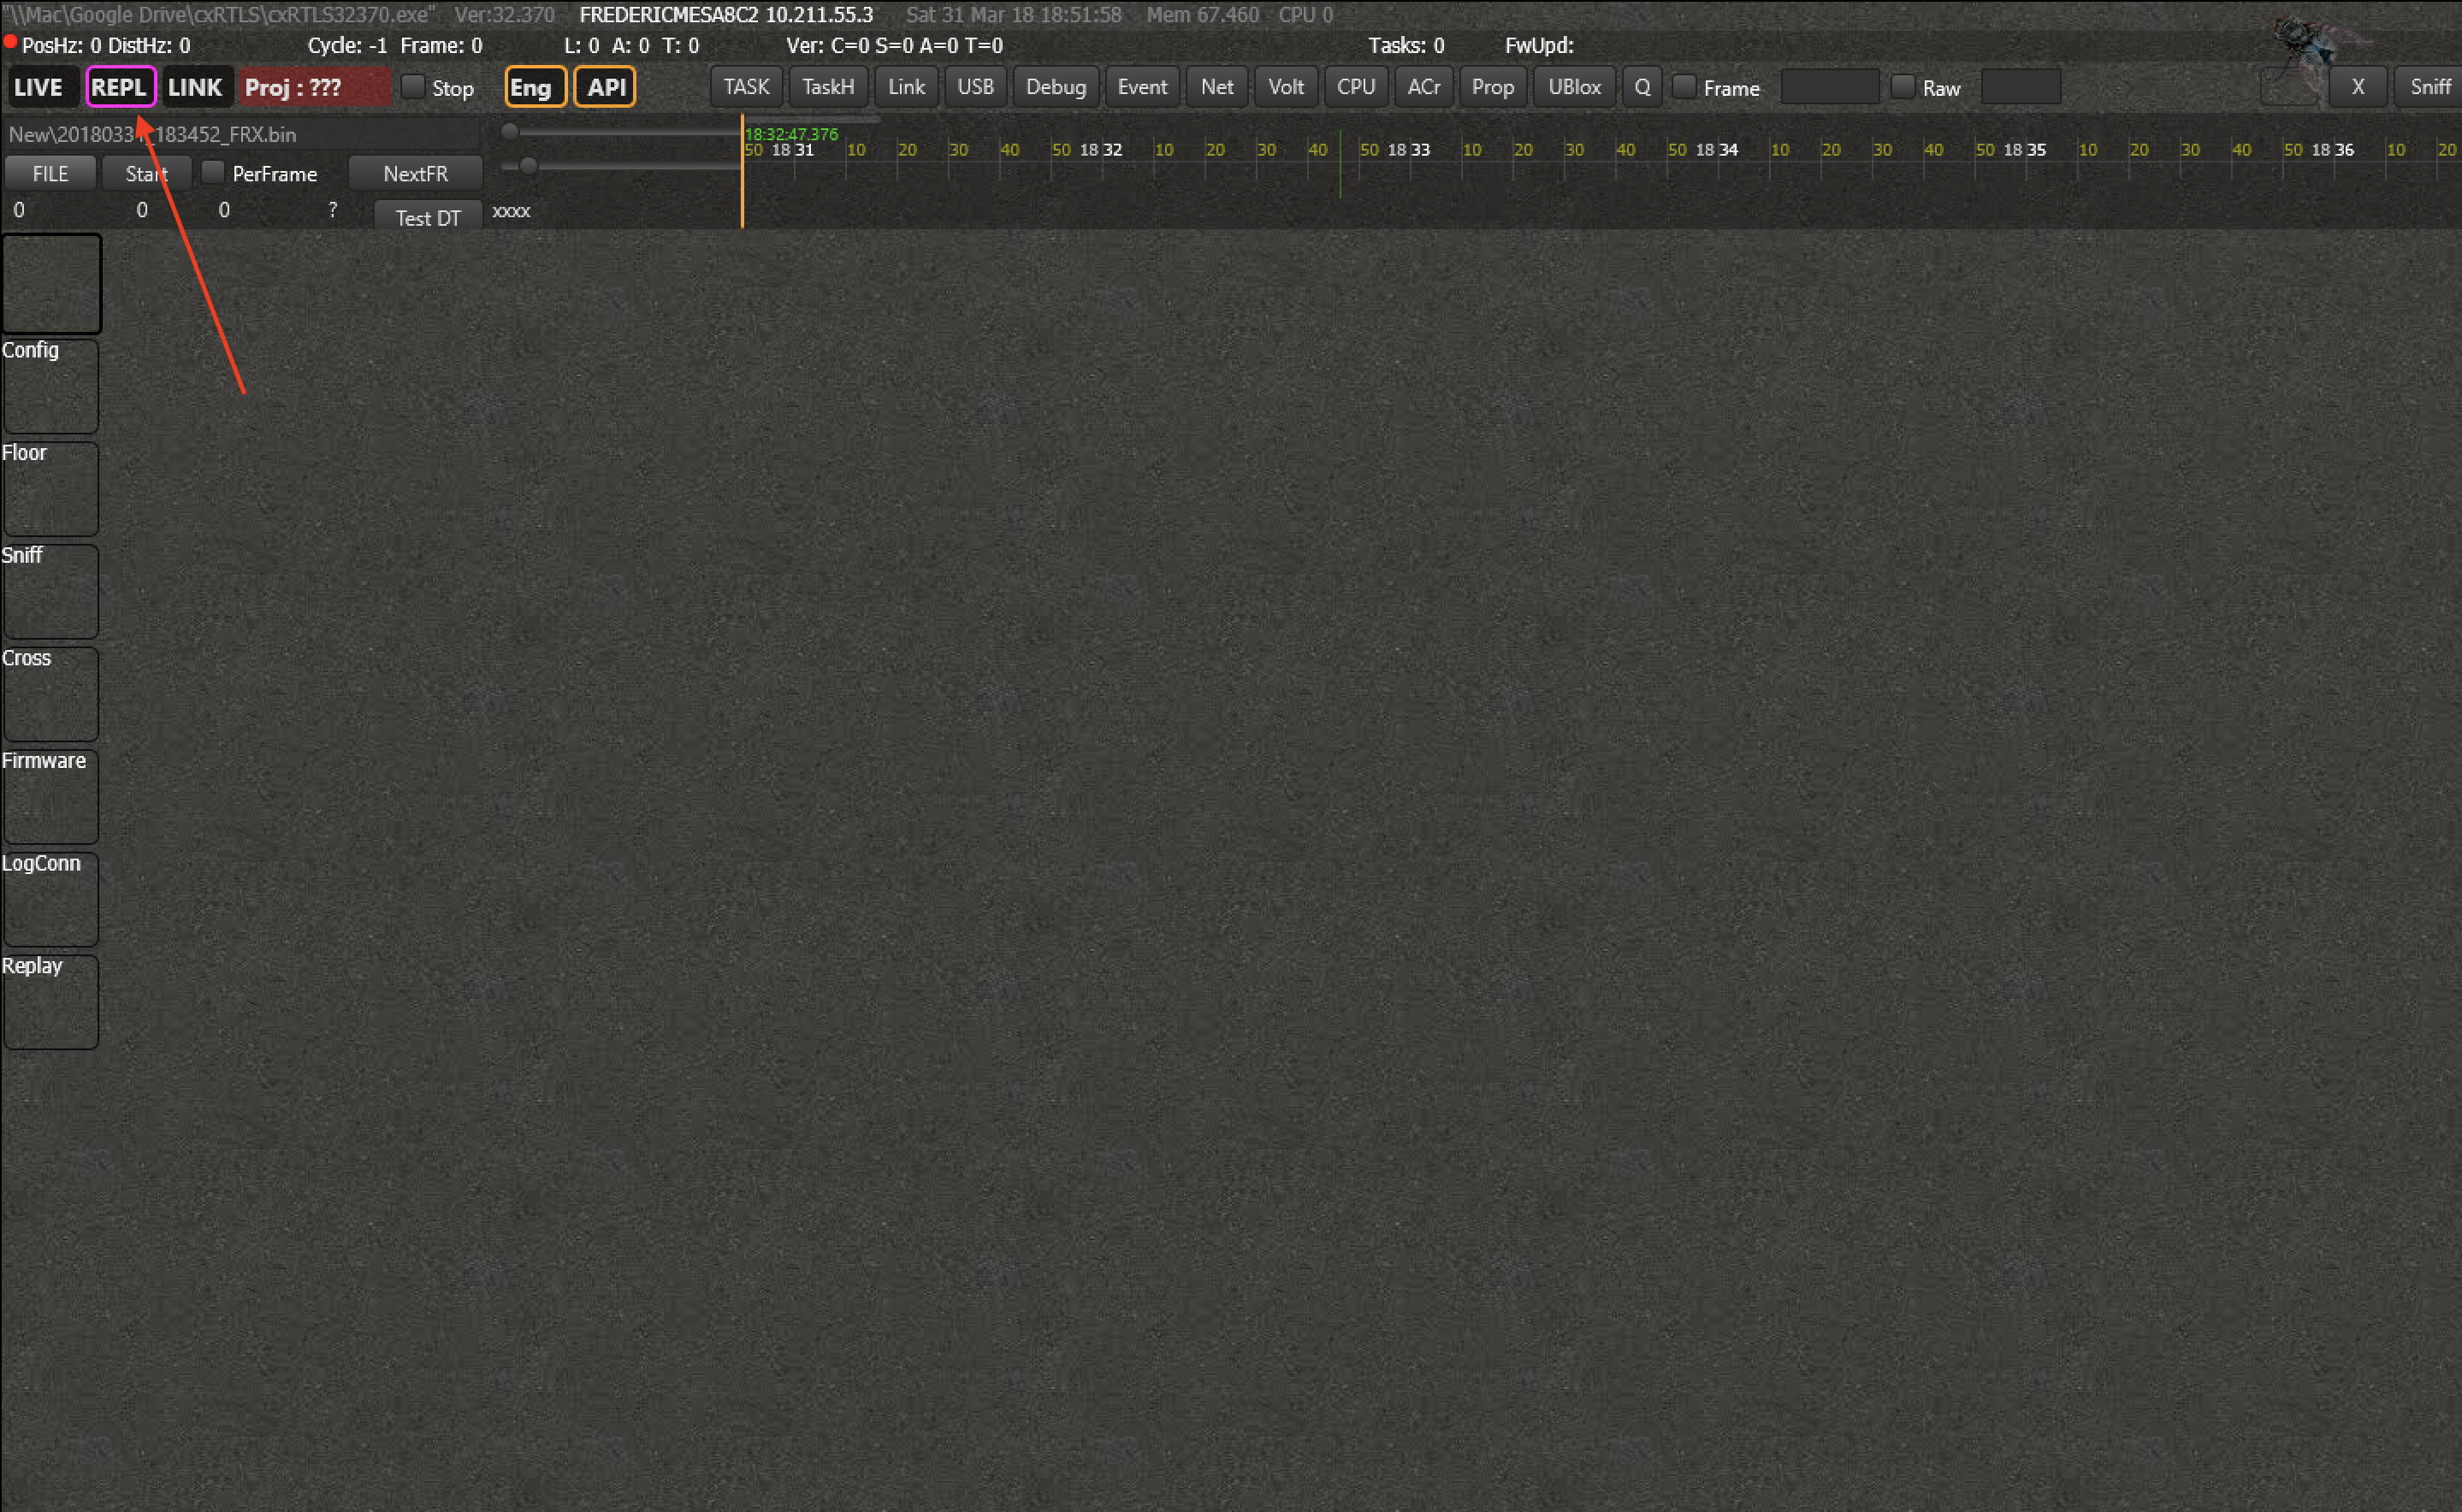 "\\Mac\Google Drive\cxRTLS\cxRTLS32370.exe" Ver:32.370 FREDERICMESA8C2 10.211.55.3 Sat 31 Mar 18 18:51:58 Mem 67.460 CPU 0
PosHz: 0 DistHz: 0 Cycle: -1 Frame: 0 L: 0 A: 0 T: 0 Ver: C=0 S=0 A=0 T=0 Tasks: 0 FwUpd:
LIVE REPL LINK Proj : ??? Stop Eng API TASK TaskH Link USB Debug Event Net Volt CPU ACr Prop UBlox Q Frame Raw X Sniff
New\20180331_183452_FRX.bin 18:32:47.376
50 18 31 10 20 30 40 50 18 32 10 20 30 40 50 18 33 10 20 30 40 50 18 34 10 20 30 40 50 18 35 10 20 30 40 50 18 36 10 20
FILE Start PerFrame NextFR
0 0 0 ? Test DT xxxx
Config
Floor
Sniff
Cross
Firmware
LogConn
Replay